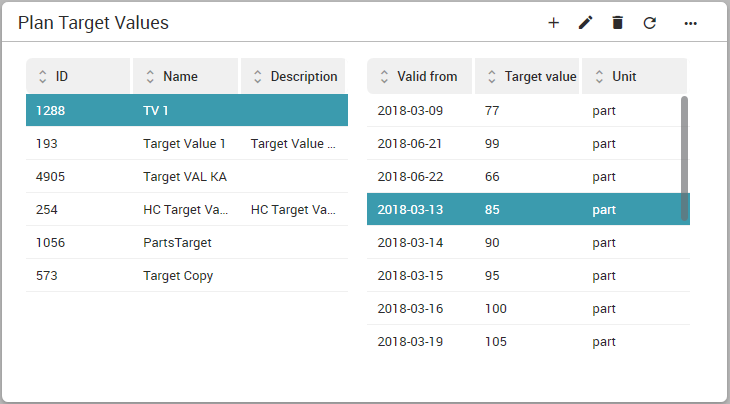 Plan Target Values
ID Name Description
1288 TV 1
193 Target Value 1 Target Value ...
4905 Target VAL KA
254 HC Target Va... HC Target Va...
1056 PartsTarget
573 Target Copy
Valid from Target value Unit
2018-03-09 77 part
2018-06-21 99 part
2018-06-22 66 part
2018-03-13 85 part
2018-03-14 90 part
2018-03-15 95 part
2018-03-16 100 part
2018-03-19 105 part